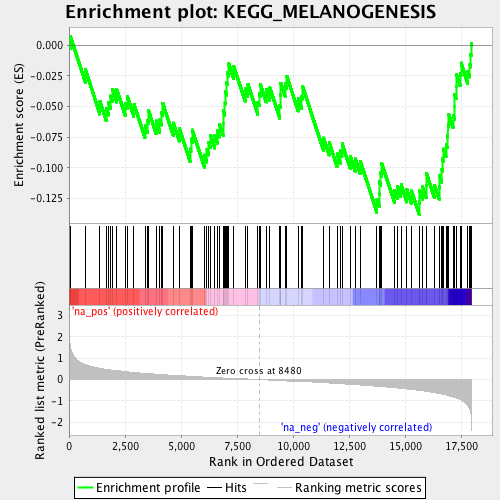 Enrichment plot: KEGG_MELANOGENESIS
Enrichment score (ES)
0.000
-0.025
-0.050
-0.075
-0.100
-0.125
'na_pos' (positively correlated)
Ranked list metric (PreRanked)
3
2
1
0
-1
-2
Zero cross at 8480
'na_neg' (negatively correlated)
0
2,500
5,000
7,500
10,000
12,500
15,000
17,500
Rank in Ordered Dataset
Enrichment profile
Hits
Ranking metric scores